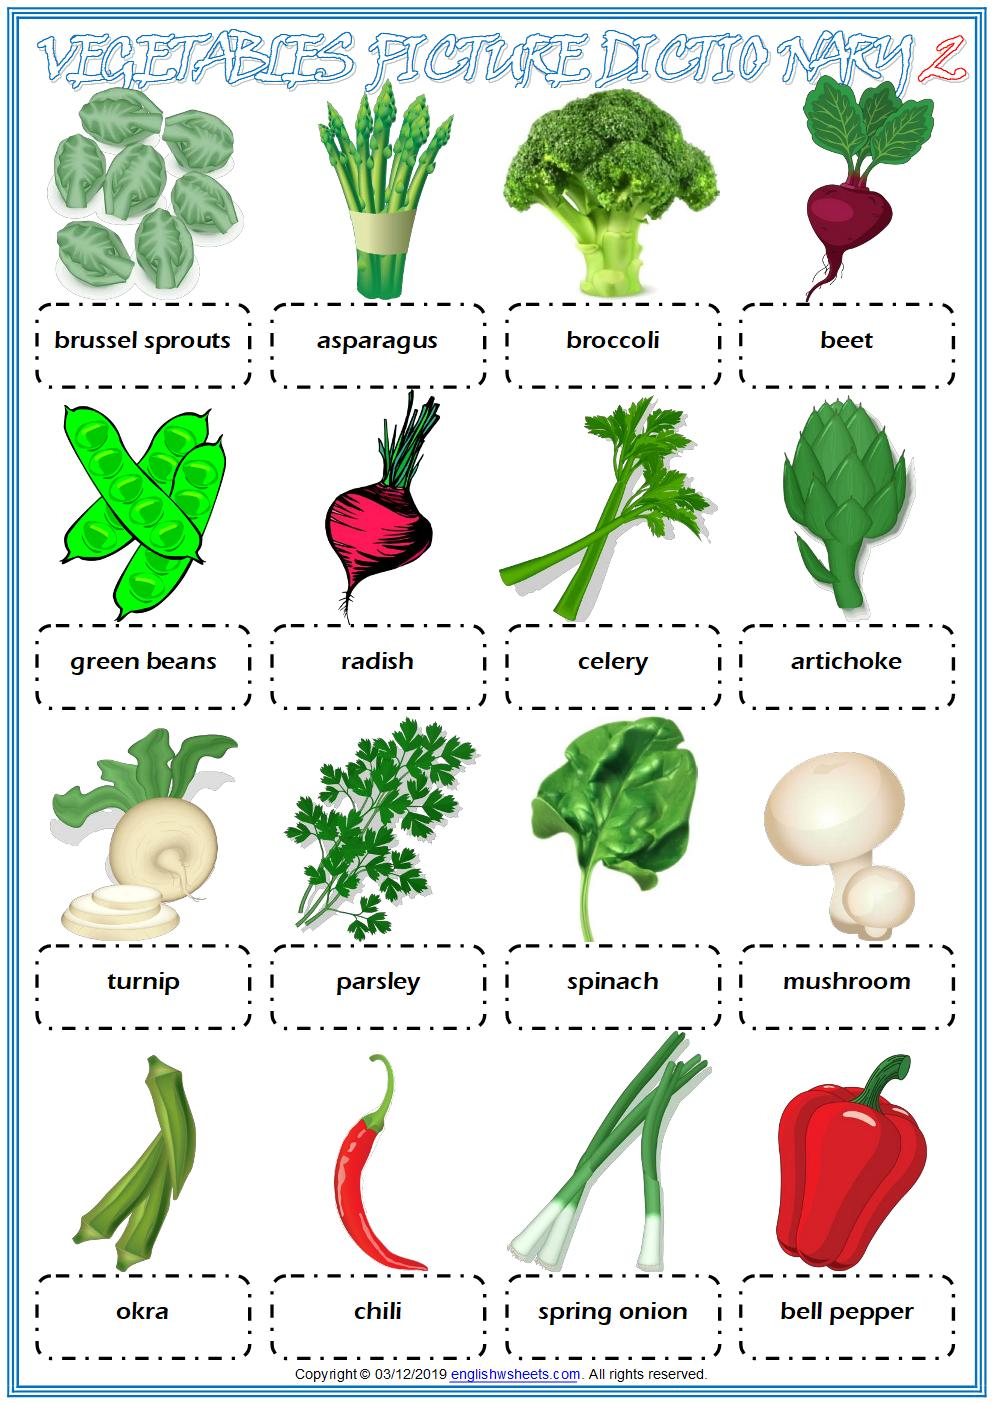 VEGETABLES PICTURE DICTIONARY 2
brussel sprouts asparagus broccoli beet
green beans radish celery artichoke
turnip parsley spinach mushroom
okra chili spring onion bell pepper
Copyright © 03/12/2019 englishwsheets.com. All rights reserved.